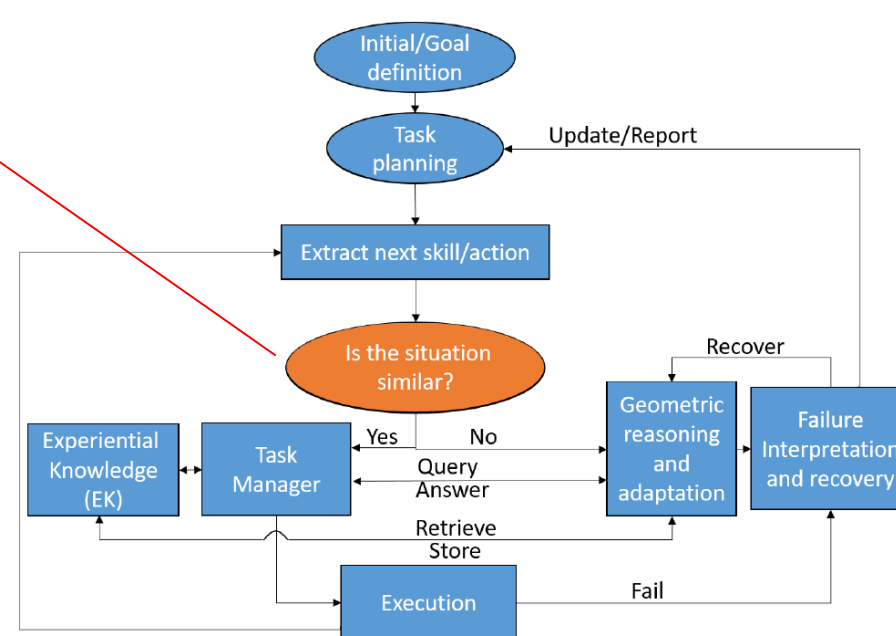 Initial/Goal
definition
Task
planning
Update/Report
Extract next skill/action
Is the situation
similar?
Recover
Yes
No
Experiential
Knowledge
(EK)
Task
Manager
Query
Answer
Geometric
reasoning
and
adaptation
Failure
Interpretation
and recovery
Retrieve
Store
Execution
Fail